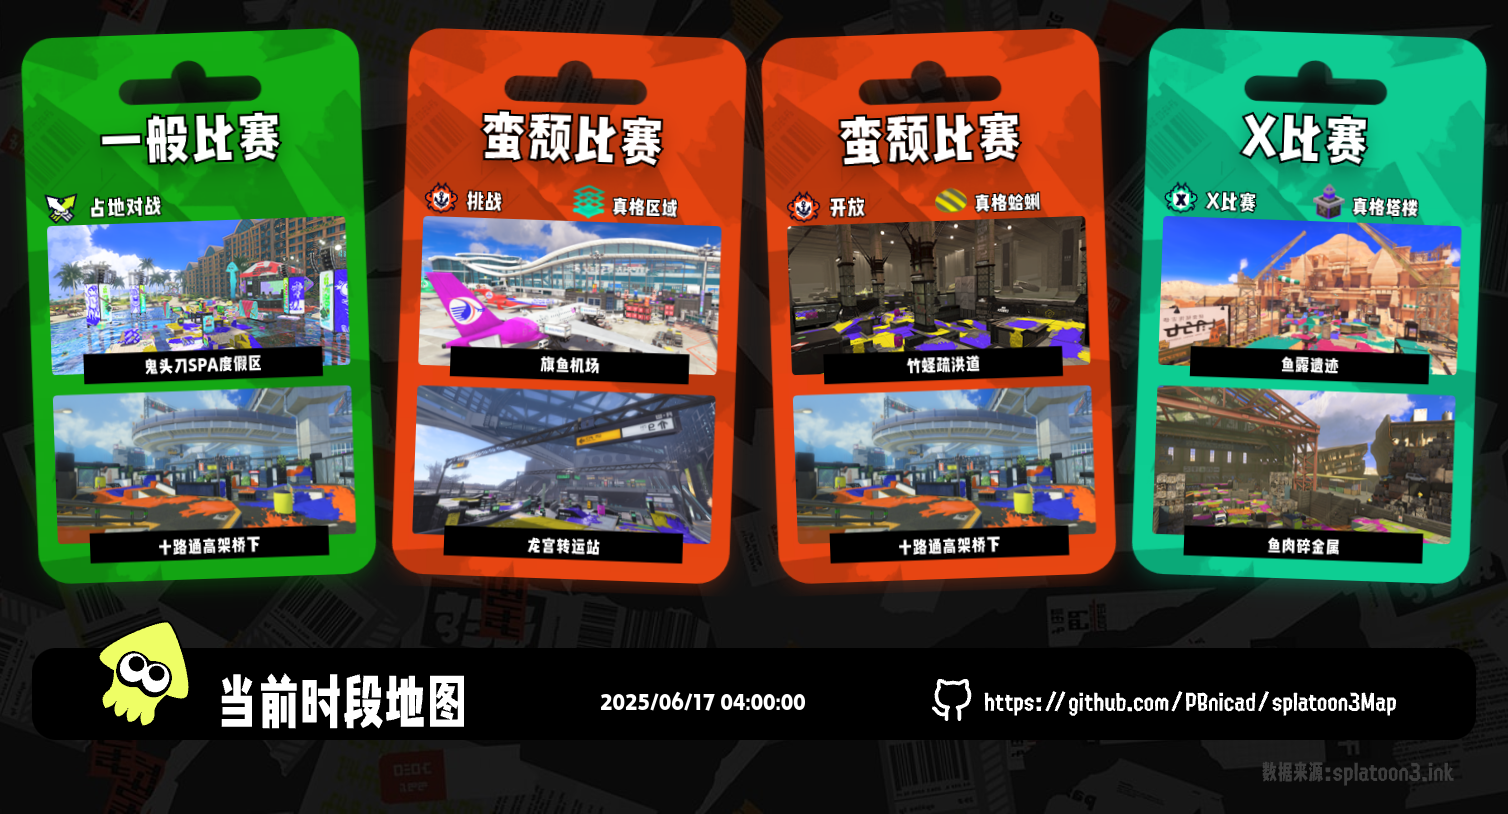 一般比赛
占地对战
鬼头刀SPA度假区
十路通高架桥下
蛮颓比赛
挑战
真格区域
旗鱼机场
龙宫转运站
蛮颓比赛
开放
真格蛤蜊
竹蛏疏洪道
十路通高架桥下
X比赛
X比赛
真格塔楼
鱼露遗迹
鱼肉碎金属
当前时段地图
2025/06/17 04:00:00
https://github.com/PBnicad/splatoon3Map
数据来源:splatoon3.ink